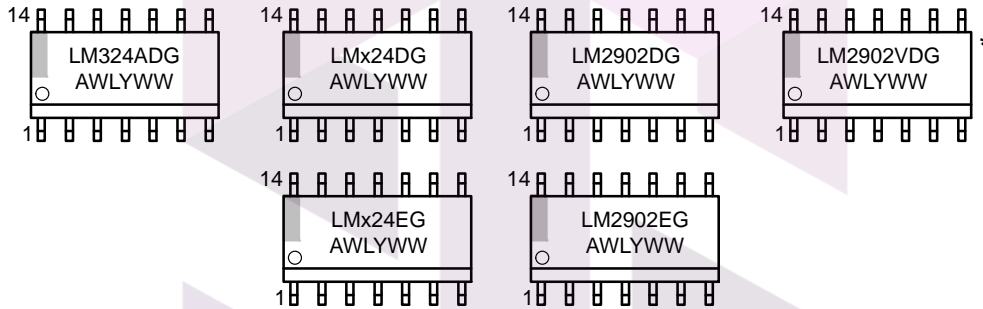 14 14 14 14
LM324ADG LMx24DG LM2902DG LM2902VDG *
AWLYWW AWLYWW AWLYWW AWLYWW
1 1 1 1
14 14
LMx24EG LM2902EG
AWLYWW AWLYWW
1 1